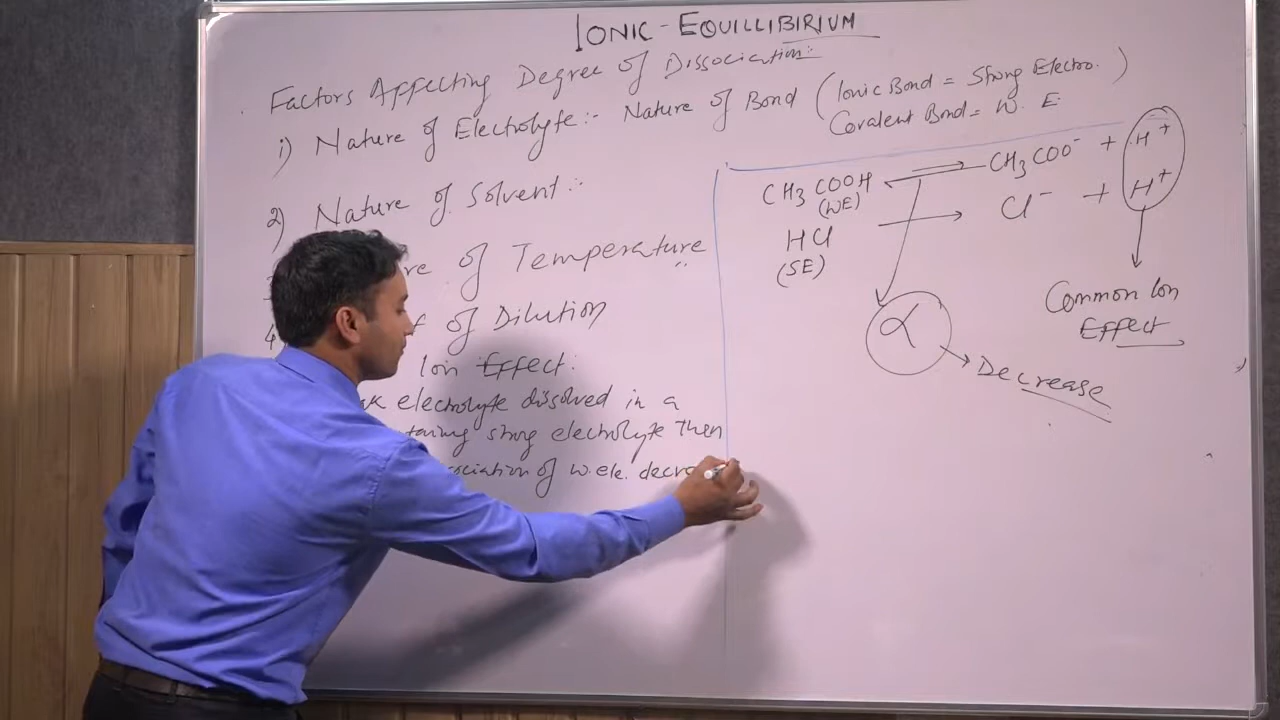 IONIC-EQUILLIBIRIUM
Factors Affecting Degree of Dissociation:-
i) Nature of Electrolyte:- Nature of Bond (Ionic Bond = Strong Electro.)
Covalent Bond = W. E.
2) Nature of Solvent:-
of Temperature
of Dilution
Ion Effect:
electrolyte dissolved in a
strong electrolyte then
of w. ele.
CH3COOH ⇌ CH3COO- + H+
(WE)
HCl → Cl- + H+
(SE)
α → Decrease
Common Ion
Effect